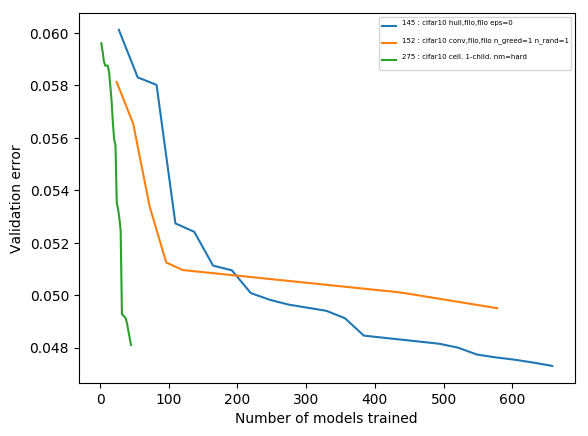 0.060
0.058
0.056
0.054
0.052
0.050
0.048
Validation error
145 : cifar10 hull,filo,filo eps=0
152 : cifar10 conv,filo,filo n_greed=1 n_rand=1
275 : cifar10 cell. 1-child. nm=hard
0 100 200 300 400 500 600
Number of models trained